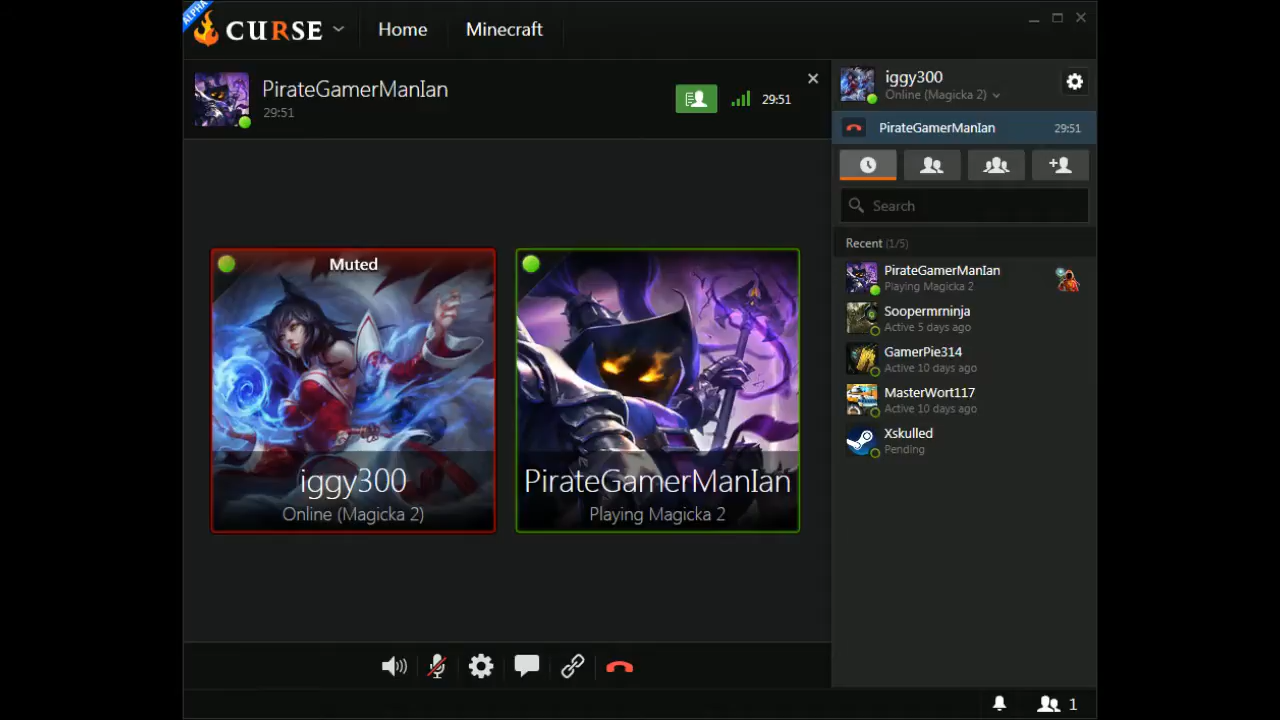 ALPHA
CURSE
Home
Minecraft
PirateGamerManIan
29:51
29:51
iggy300
Online (Magicka 2)
PirateGamerManIan
29:51
Search
Recent (1/5)
PirateGamerManIan
Playing Magicka 2
Soopermrninja
Active 5 days ago
GamerPie314
Active 10 days ago
MasterWort117
Active 10 days ago
Xskulled
Pending
Muted
iggy300
Online (Magicka 2)
PirateGamerManIan
Playing Magicka 2
1